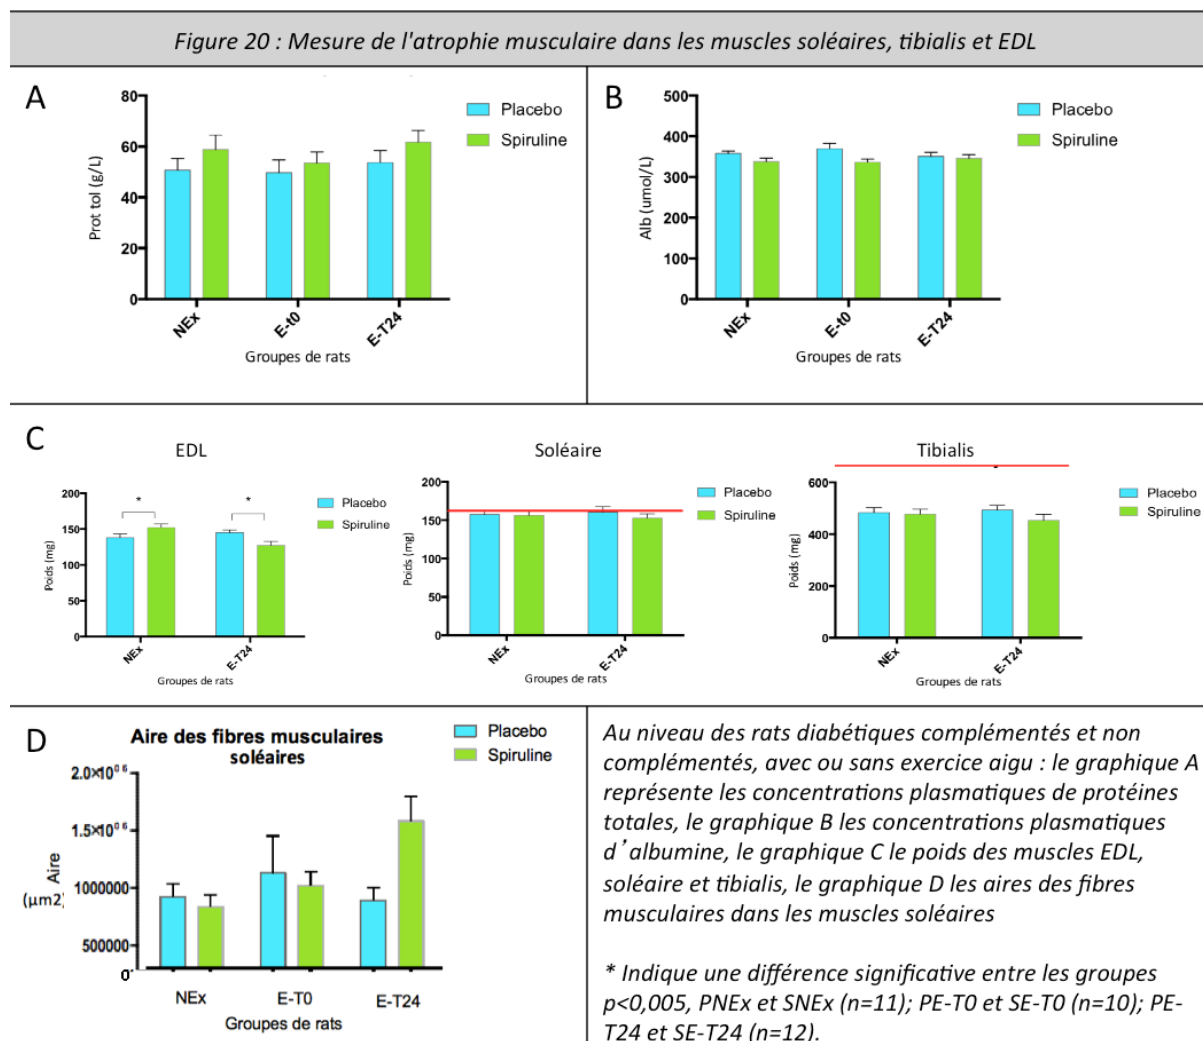 Figure 20 : Mesure de l'atrophie musculaire dans les muscles soléaires, tibialis et EDL
A
80
60
40
20
0
Prot tol (g/L)
NEx
E-t0
E-T24
Groupes de rats
Placebo
Spiruline
B
500
400
300
200
100
0
Alb (umol/L)
NEx
E-t0
E-T24
Groupes de rats
Placebo
Spiruline
C
EDL
200
150
100
50
0
Poids (mg)
*
*
NEx
E-T24
Groupes de rats
Placebo
Spiruline
Soléaire
200
150
100
50
0
Poids (mg)
NEx
E-T24
Groupes de rats
Placebo
Spiruline
Tibialis
600
400
200
0
Poids (mg)
NEx
E-T24
Groupes de rats
Placebo
Spiruline
D
Aire des fibres musculaires
soléaires
2.0×10⁰⁶
1.5×10⁰⁶
1000000
500000
0
Aire
(µm2)
NEx
E-T0
E-T24
Groupes de rats
Placebo
Spiruline
Au niveau des rats diabétiques complémentés et non
complémentés, avec ou sans exercice aigu : le graphique A
représente les concentrations plasmatiques de protéines
totales, le graphique B les concentrations plasmatiques
d’albumine, le graphique C le poids des muscles EDL,
soléaire et tibialis, le graphique D les aires des fibres
musculaires dans les muscles soléaires
* Indique une différence significative entre les groupes
p<0,005, PNEx et SNEx (n=11); PE-T0 et SE-T0 (n=10); PE-
T24 et SE-T24 (n=12).